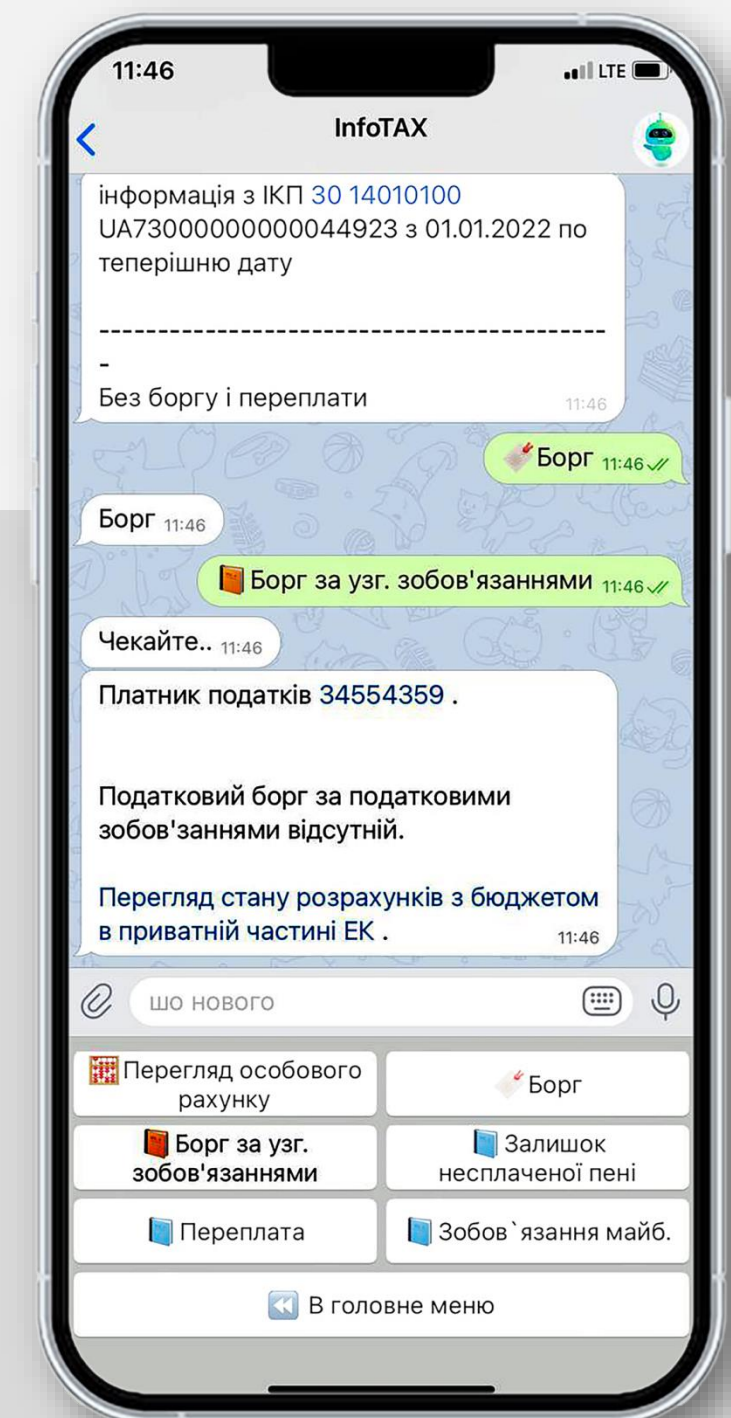 11:46
LTE
InfoTAX
інформація з ІКП 30 14010100
UA73000000000044923 з 01.01.2022 по
теперішню дату
-------------------------------------------
-
Без боргу і переплати
11:46
Борг 11:46
Борг 11:46
Борг за узг. зобов'язаннями 11:46
Чекайте.. 11:46
Платник податків 34554359 .
Податковий борг за податковими
зобов'заннями відсутній.
Перегляд стану розрахунків з бюджетом
в приватній частині ЕК .
11:46
шо нового
Перегляд особового
рахунку
Борг
Борг за узг.
зобов'язаннями
Залишок
несплаченої пені
Переплата
Зобов`язання майб.
В головне меню